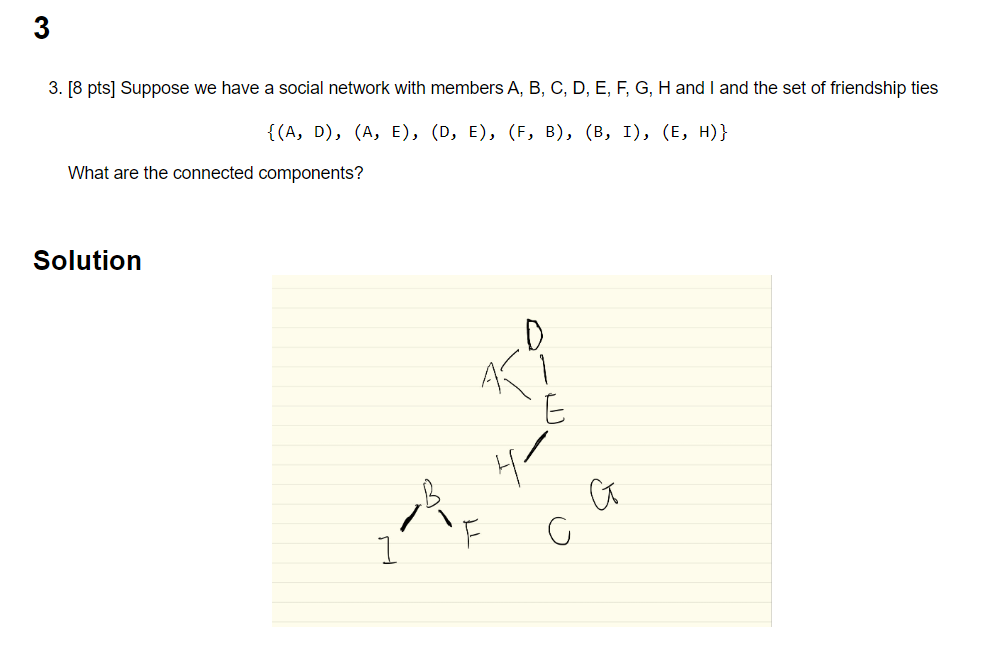 3
3. [8 pts] Suppose we have a social network with members A, B, C, D, E, F, G, H and I and the set of friendship ties
{(A, D), (A, E), (D, E), (F, B), (B, I), (E, H)}
What are the connected components?
Solution
D
A
E
H
B
G
I
F
C